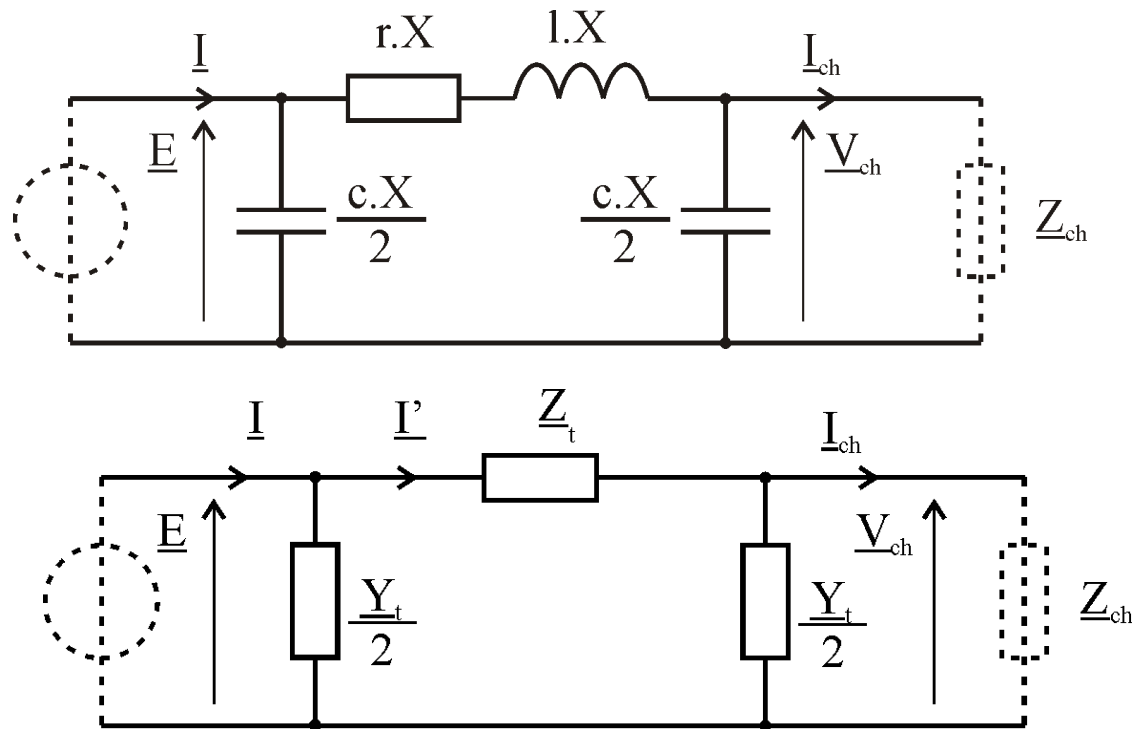 r.X
l.X
I
I_ch
E
c.X
2
c.X
2
V_ch
Z_ch
I
I’
Z_t
I_ch
E
Y_t
2
Y_t
2
V_ch
Z_ch